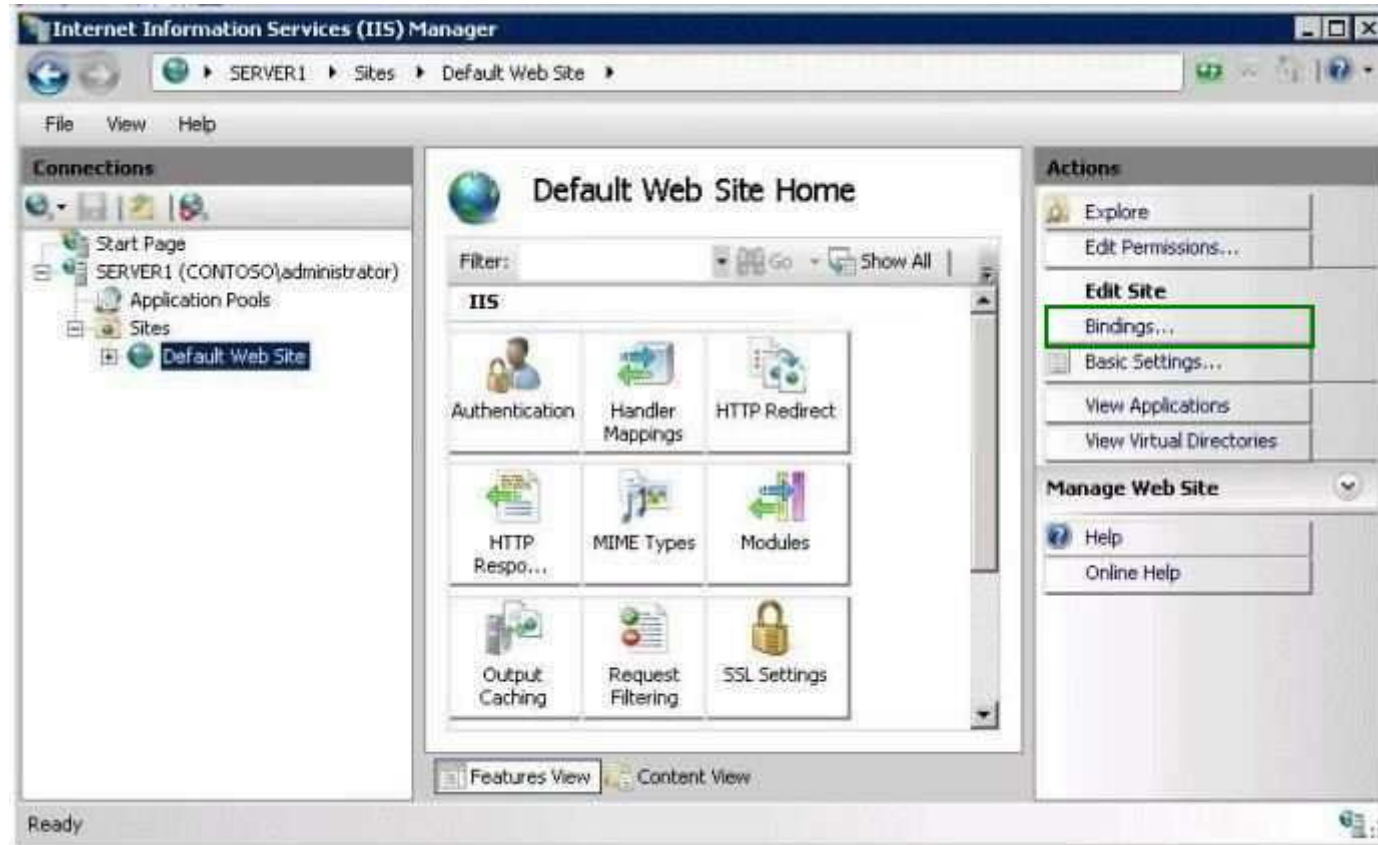 Internet Information Services (IIS) Manager
SERVER1 Sites Default Web Site
File View Help
Connections
Start Page
SERVER1 (CONTOSO\administrator)
Application Pools
Sites
Default Web Site
Default Web Site Home
Filter: Go Show All
IIS
Authentication
Handler Mappings
HTTP Redirect
HTTP Respo...
MIME Types
Modules
Output Caching
Request Filtering
SSL Settings
Features View Content View
Actions
Explore
Edit Permissions...
Edit Site
Bindings...
Basic Settings...
View Applications
View Virtual Directories
Manage Web Site
Help
Online Help
Ready